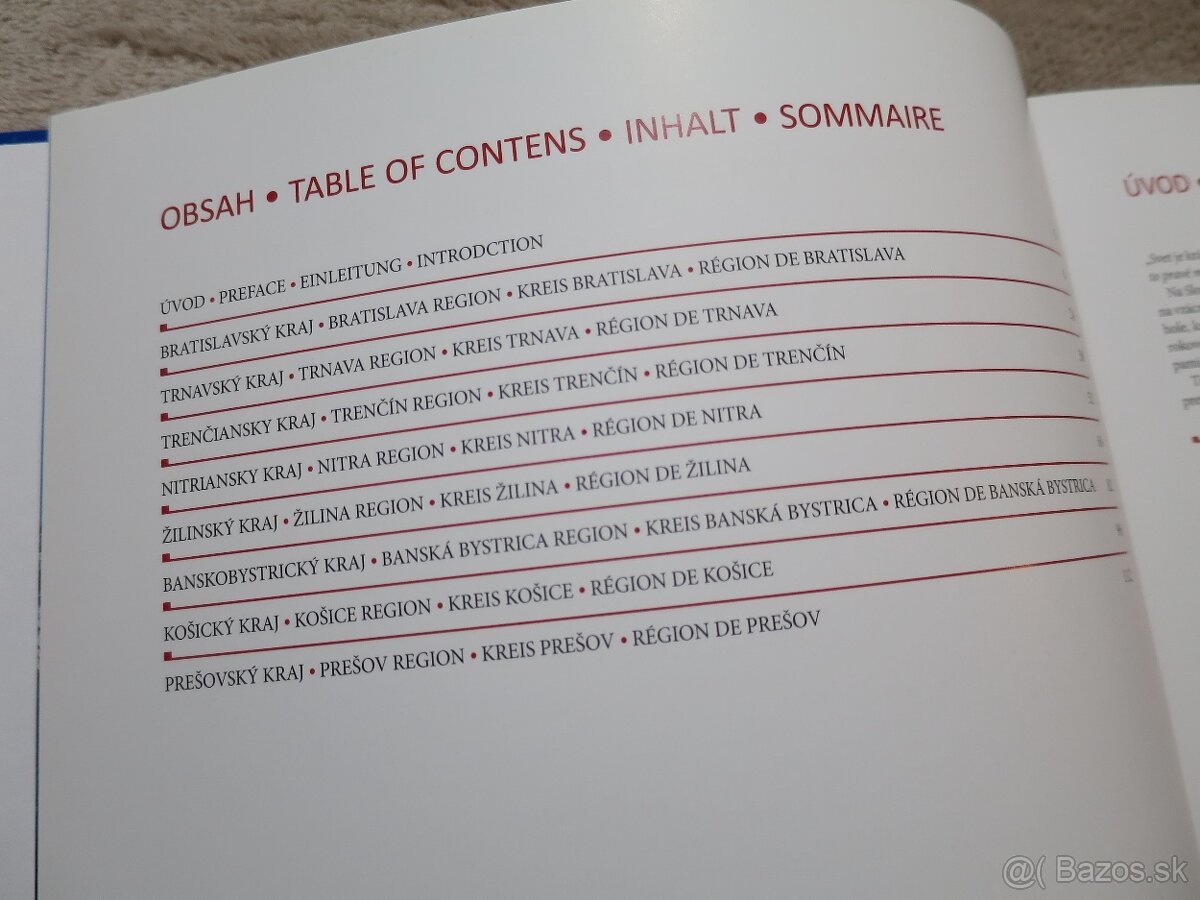 OBSAH • TABLE OF CONTENS • INHALT • SOMMAIRE
ÚVOD • PREFACE • EINLEITUNG • INTRODCTION
BRATISLAVSKÝ KRAJ • BRATISLAVA REGION • KREIS BRATISLAVA • RÉGION DE BRATISLAVA
TRNAVSKÝ KRAJ • TRNAVA REGION • KREIS TRNAVA • RÉGION DE TRNAVA
TRENČIANSKY KRAJ • TRENČÍN REGION • KREIS TRENČÍN • RÉGION DE TRENČÍN
NITRIANSKY KRAJ • NITRA REGION • KREIS NITRA • RÉGION DE NITRA
ŽILINSKÝ KRAJ • ŽILINA REGION • KREIS ŽILINA • RÉGION DE ŽILINA
BANSKOBYSTRICKÝ KRAJ • BANSKÁ BYSTRICA REGION • KREIS BANSKÁ BYSTRICA • RÉGION DE BANSKÁ BYSTRICA
KOŠICKÝ KRAJ • KOŠICE REGION • KREIS KOŠICE • RÉGION DE KOŠICE
PREŠOVSKÝ KRAJ • PREŠOV REGION • KREIS PREŠOV • RÉGION DE PREŠOV
112
ÚVOD •
@( Bazos.sk